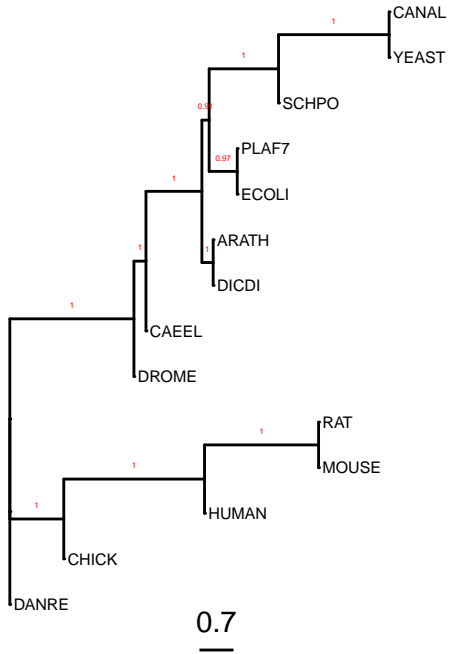 CANAL
1
YEAST
1
SCHPO
PLAF7
0.97
ECOLI
1
ARATH
1
DICDI
1
CAEEL
1
DROME
RAT
1
MOUSE
1
HUMAN
1
CHICK
DANRE
0.7